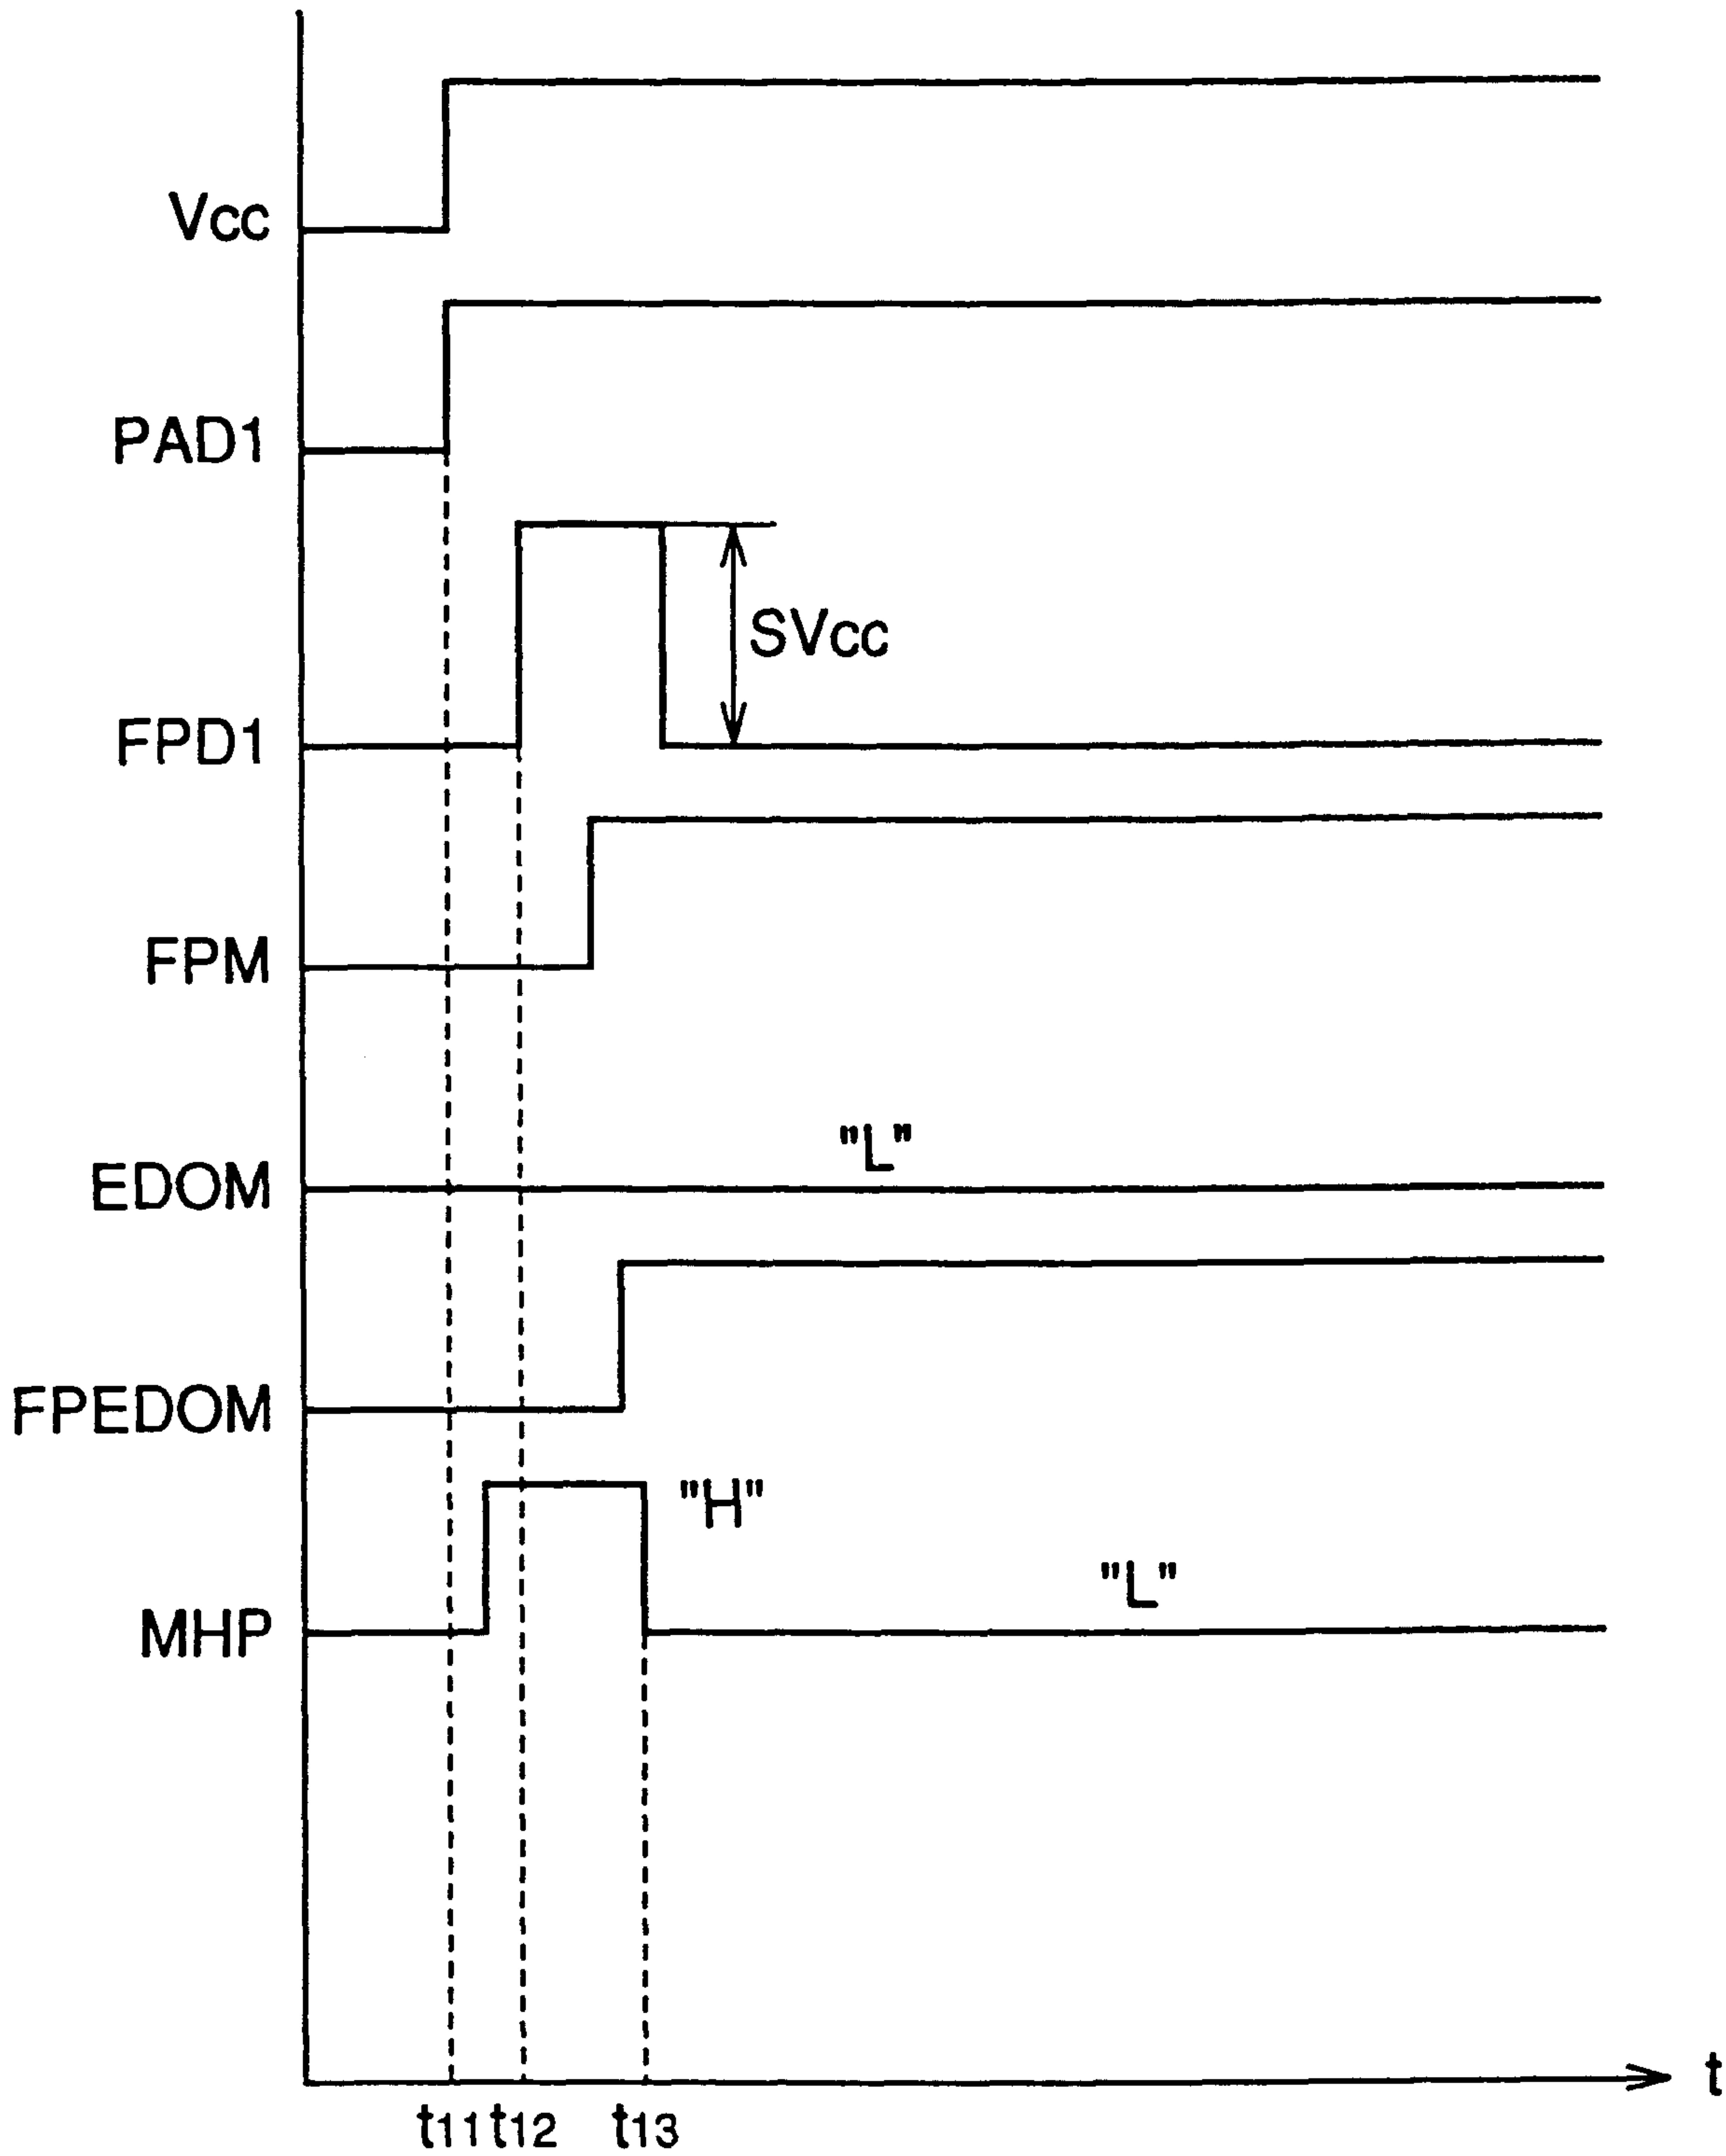 Vcc
PAD1
SVcc
FPD1
FPM
"L"
EDOM
FPEDOM
"H"
"L"
MHP
t
t11 t12 t13